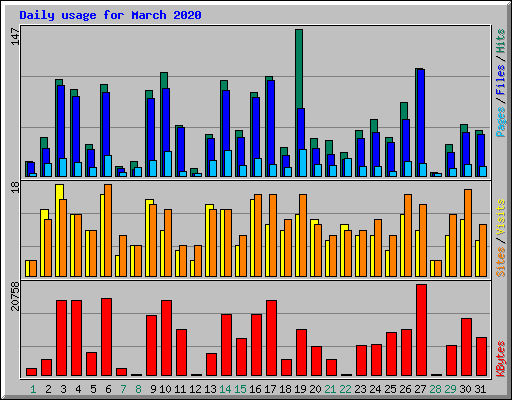 Daily usage for March 2020
147
Pages / Files / Hits
18
Sites / Visits
20758
KBytes
1 2 3 4 5 6 7 8 9 10 11 12 13 14 15 16 17 18 19 20 21 22 23 24 25 26 27 28 29 30 31